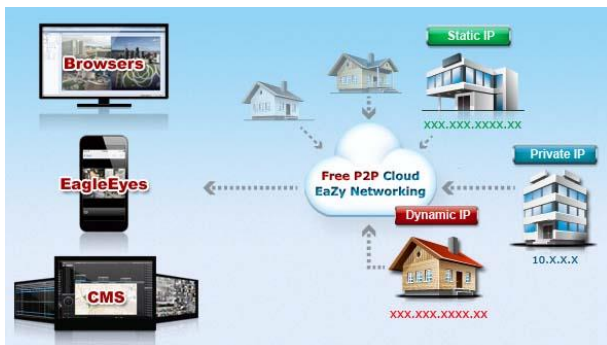 Browsers
Static IP
xxx.xxx.xxxx.xx
Private IP
Free P2P Cloud
EaZy Networking
EagleEyes
Dynamic IP
10.X.X.X
CMS
xxx.xxx.xxxx.xx